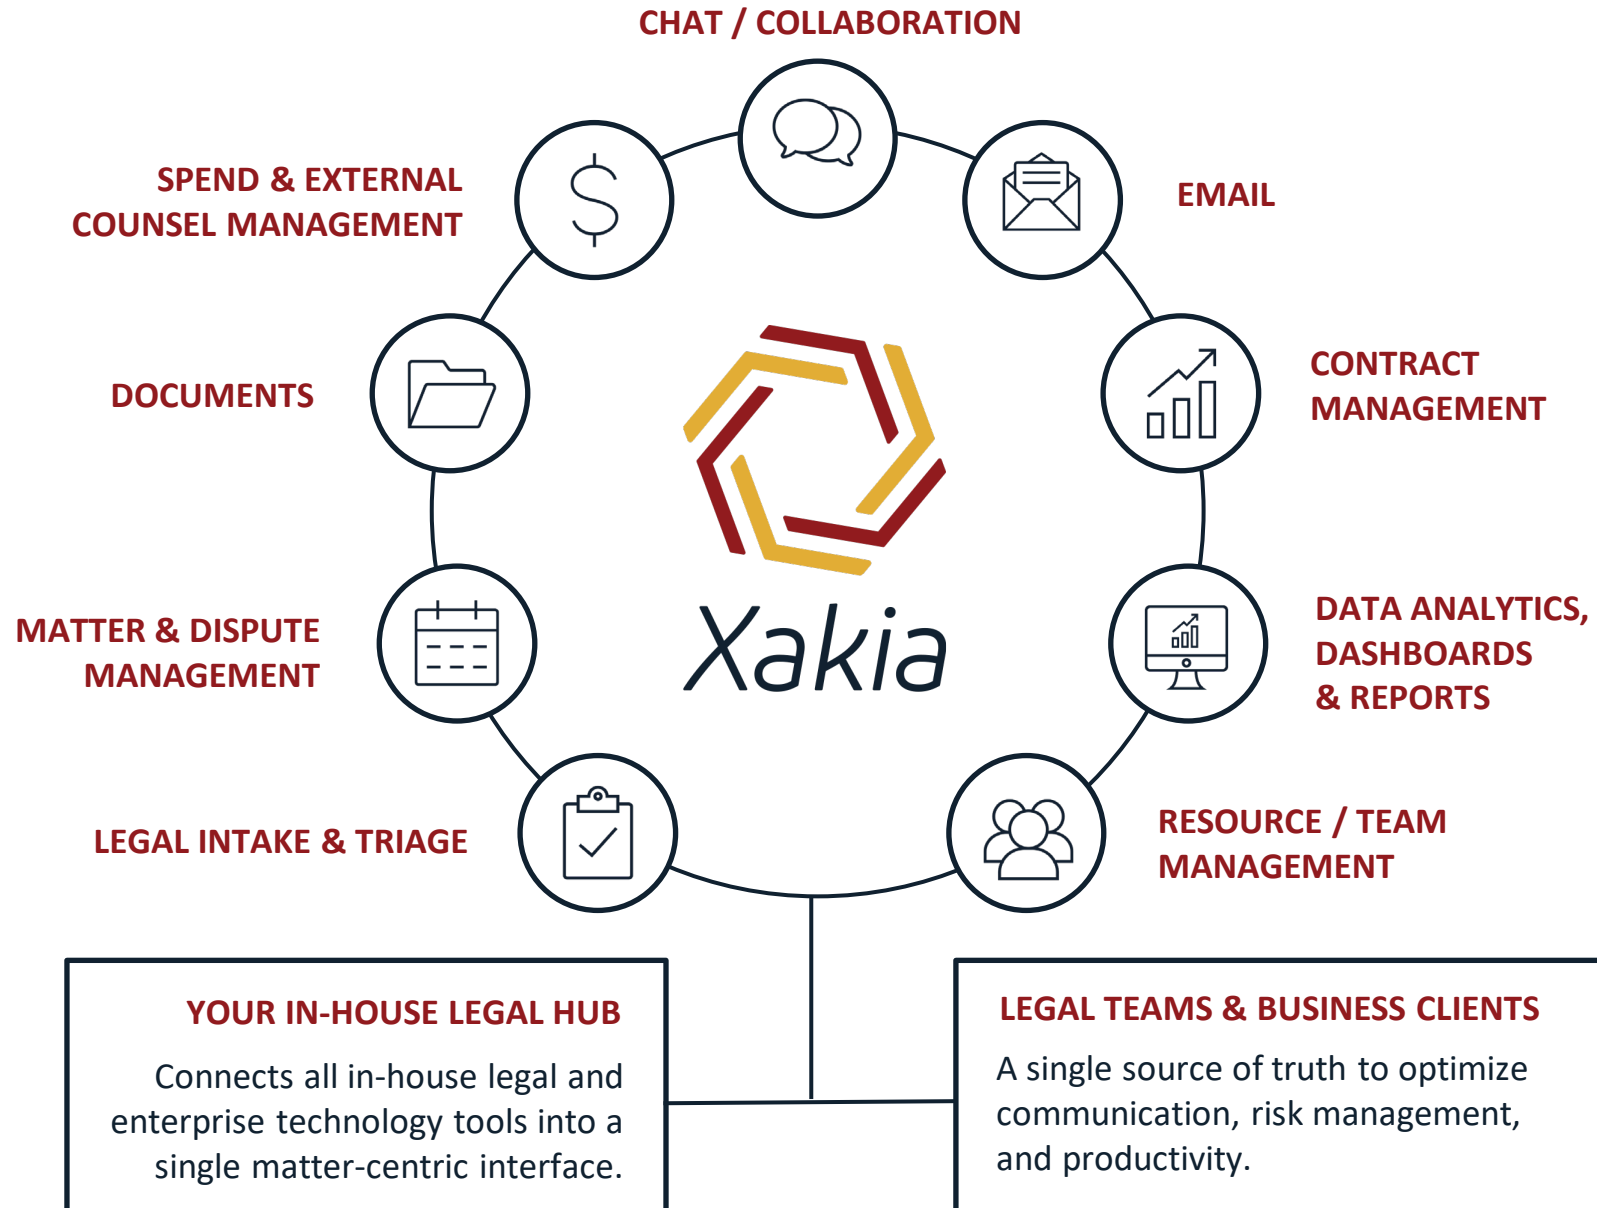 CHAT / COLLABORATION
SPEND & EXTERNAL
COUNSEL MANAGEMENT
EMAIL
DOCUMENTS
CONTRACT
MANAGEMENT
Xakia
MATTER & DISPUTE
MANAGEMENT
DATA ANALYTICS,
DASHBOARDS
& REPORTS
LEGAL INTAKE & TRIAGE
RESOURCE / TEAM
MANAGEMENT
YOUR IN-HOUSE LEGAL HUB
Connects all in-house legal and
enterprise technology tools into a
single matter-centric interface.
LEGAL TEAMS & BUSINESS CLIENTS
A single source of truth to optimize
communication, risk management,
and productivity.